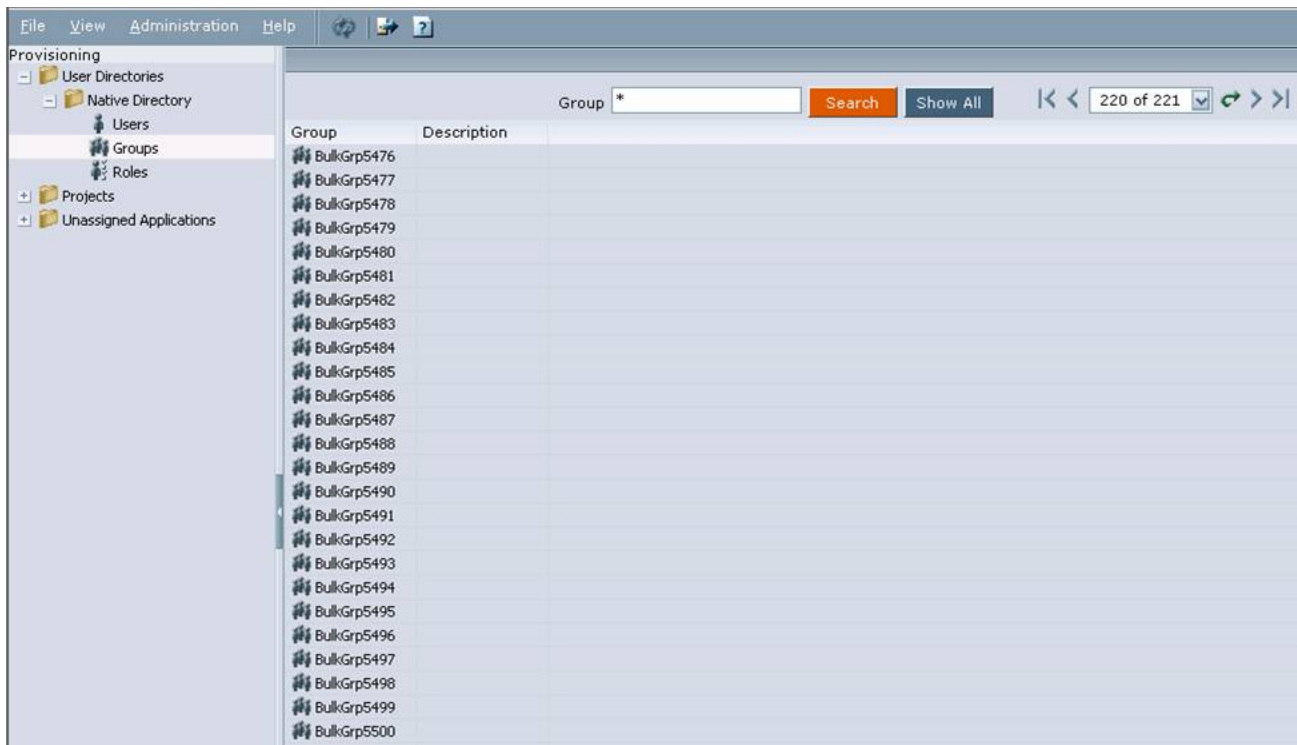 File View Administration Help ?
Provisioning
User Directories
Native Directory
Users
Groups
Roles
Projects
Unassigned Applications
Group * Search Show All 220 of 221
Group Description
BulkGrp5476
BulkGrp5477
BulkGrp5478
BulkGrp5479
BulkGrp5480
BulkGrp5481
BulkGrp5482
BulkGrp5483
BulkGrp5484
BulkGrp5485
BulkGrp5486
BulkGrp5487
BulkGrp5488
BulkGrp5489
BulkGrp5490
BulkGrp5491
BulkGrp5492
BulkGrp5493
BulkGrp5494
BulkGrp5495
BulkGrp5496
BulkGrp5497
BulkGrp5498
BulkGrp5499
BulkGrp5500